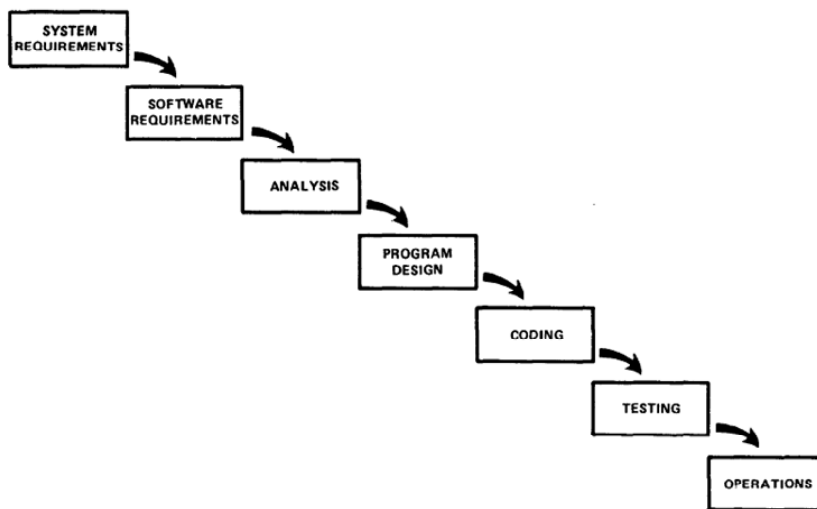 SYSTEM
REQUIREMENTS
SOFTWARE
REQUIREMENTS
ANALYSIS
PROGRAM
DESIGN
CODING
TESTING
OPERATIONS